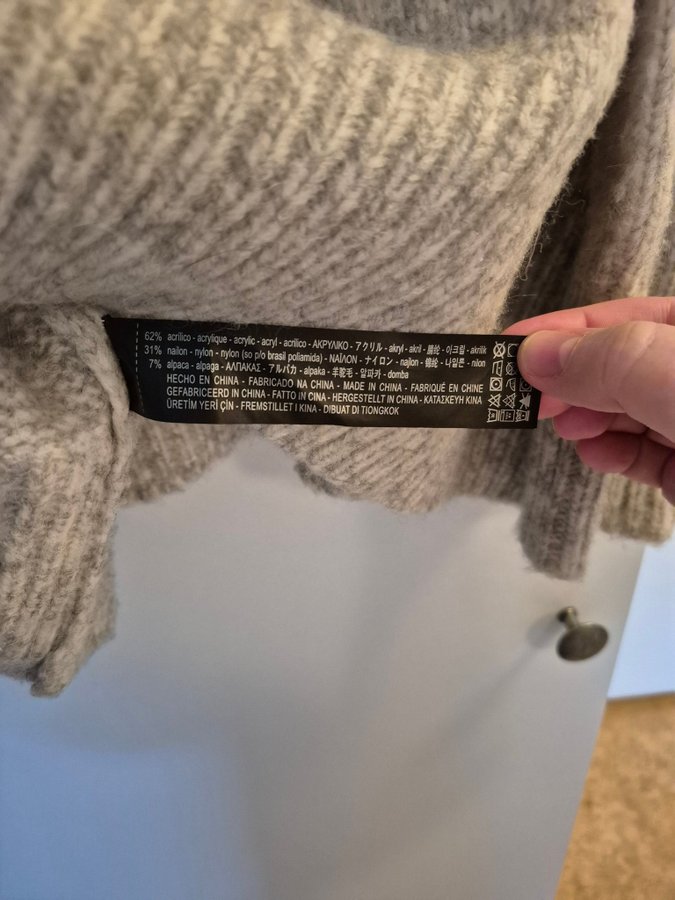 62% acrílico - acrylique - acrylic - acryl - acrilico - ΑΚΡΥΛΙΚΟ - アクリル - akryl - akril - 腈纶 - 아크릴 - akrilik
31% nailon - nylon - nylon (so p/o brasil poliamida) - ΝΑΪΛΟΝ - ナイロン - najlon - 锦纶 - 나일론 - nilon
7% alpaca - alpaga - ΑΛΠΑΚΑΣ - アルパカ - alpaka - 羊驼毛 - 알파카 - domba
HECHO EN CHINA - FABRICADO NA CHINA - MADE IN CHINA - FABRIQUÉ EN CHINE
GEFABRICEERD IN CHINA - FATTO IN CINA - HERGESTELLT IN CHINA - ΚΑΤΑΣΚΕΥΗ ΚΙΝΑ
ÜRETİM YERİ ÇİN - FREMSTILLET I KINA - DIBUAT DI TIONGKOK